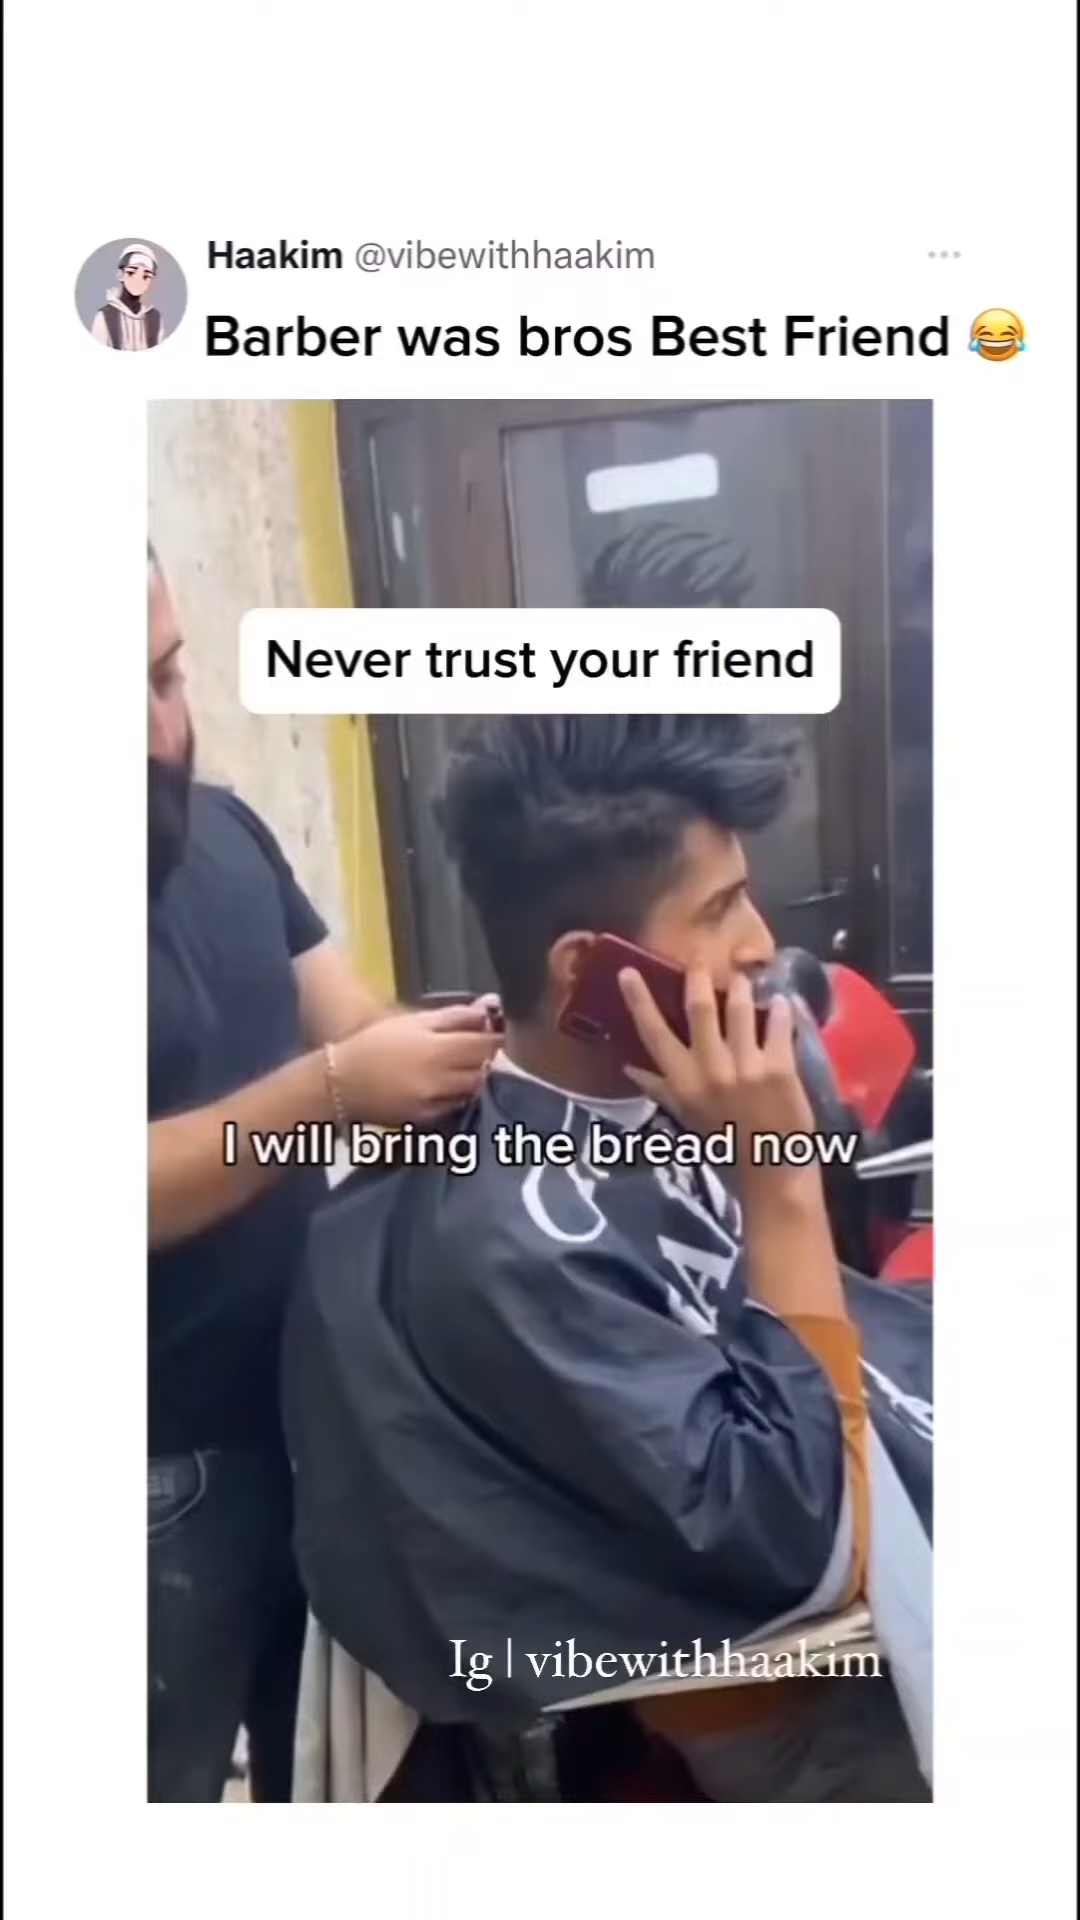 Haakim @vibewithhaakim
Barber was bros Best Friend 😂
Never trust your friend
I will bring the bread now
Ig | vibewithhaakim